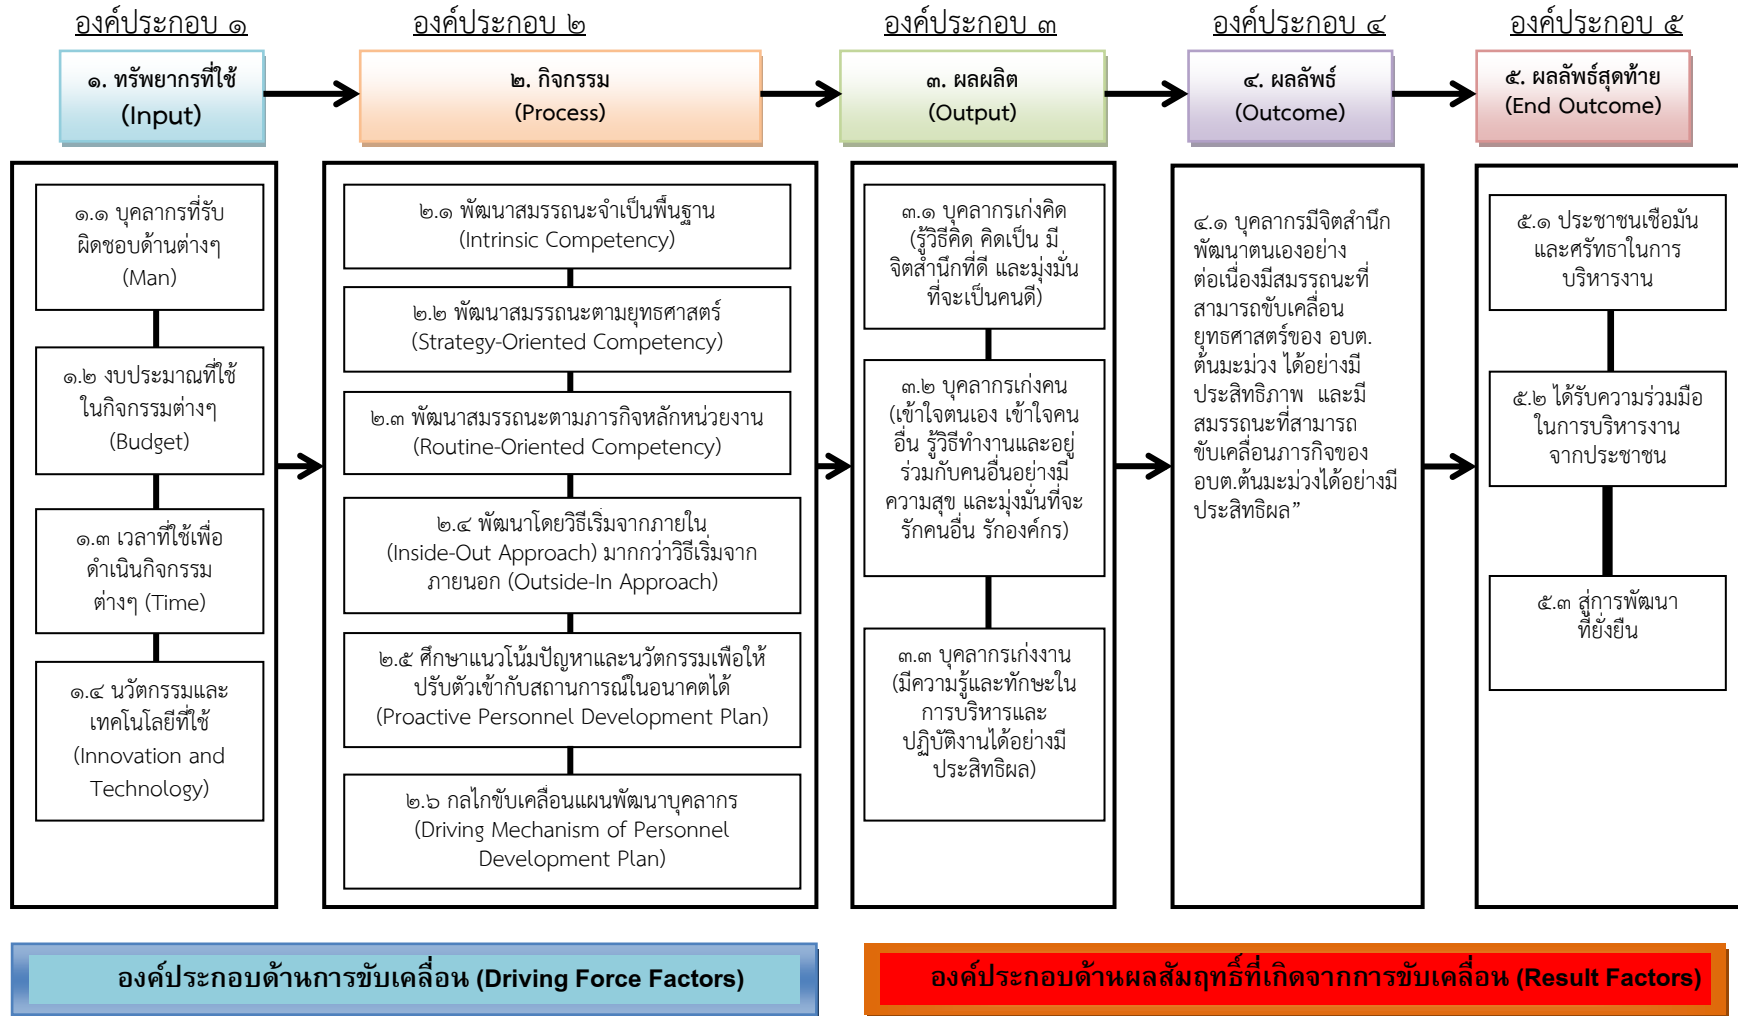 องค์ประกอบ ๑
องค์ประกอบ ๒
องค์ประกอบ ๓
องค์ประกอบ ๔
องค์ประกอบ ๕
๑. ทรัพยากรที่ใช้
(Input)
๒. กิจกรรม
(Process)
๓. ผลผลิต
(Output)
๔. ผลลัพธ์
(Outcome)
๕. ผลลัพธ์สุดท้าย
(End Outcome)
๑.๑ บุคลากรที่รับ
ผิดชอบด้านต่างๆ
(Man)
๑.๒ งบประมาณที่ใช้
ในกิจกรรมต่างๆ
(Budget)
๑.๓ เวลาที่ใช้เพื่อ
ดำเนินกิจกรรม
ต่างๆ (Time)
๑.๔ นวัตกรรมและ
เทคโนโลยีที่ใช้
(Innovation and
Technology)
๒.๑ พัฒนาสมรรถนะจำเป็นพื้นฐาน
(Intrinsic Competency)
๒.๒ พัฒนาสมรรถนะตามยุทธศาสตร์
(Strategy-Oriented Competency)
๒.๓ พัฒนาสมรรถนะตามภารกิจหลักหน่วยงาน
(Routine-Oriented Competency)
๒.๔ พัฒนาโดยวิธีเริ่มจากภายใน
(Inside-Out Approach) มากกว่าวิธีเริ่มจาก
ภายนอก (Outside-In Approach)
๒.๕ ศึกษาแนวโน้มปัญหาและนวัตกรรมเพื่อให้
ปรับตัวเข้ากับสถานการณ์ในอนาคตได้
(Proactive Personnel Development Plan)
๒.๖ กลไกขับเคลื่อนแผนพัฒนาบุคลากร
(Driving Mechanism of Personnel
Development Plan)
๓.๑ บุคลากรเก่งคิด
(รู้วิธีคิด คิดเป็น มี
จิตสำนึกที่ดี และมุ่งมั่น
ที่จะเป็นคนดี)
๓.๒ บุคลากรเก่งคน
(เข้าใจตนเอง เข้าใจคน
อื่น รู้วิธีทำงานและอยู่
ร่วมกับคนอื่นอย่างมี
ความสุข และมุ่งมั่นที่จะ
รักคนอื่น รักองค์กร)
๓.๓ บุคลากรเก่งงาน
(มีความรู้และทักษะใน
การบริหารและ
ปฏิบัติงานได้อย่างมี
ประสิทธิผล)
๔.๑ บุคลากรมีจิตสำนึก
พัฒนาตนเองอย่าง
ต่อเนื่องมีสมรรถนะที่
สามารถขับเคลื่อน
ยุทธศาสตร์ของ อบต.
ต้นมะม่วง ได้อย่างมี
ประสิทธิภาพ และมี
สมรรถนะที่สามารถ
ขับเคลื่อนภารกิจของ
อบต.ต้นมะม่วงได้อย่างมี
ประสิทธิผล”
๕.๑ ประชาชนเชื่อมั่น
และศรัทธาในการ
บริหารงาน
๕.๒ ได้รับความร่วมมือ
ในการบริหารงาน
จากประชาชน
๕.๓ สู่การพัฒนา
ที่ยั่งยืน
องค์ประกอบด้านการขับเคลื่อน (Driving Force Factors)
องค์ประกอบด้านผลสัมฤทธิ์ที่เกิดจากการขับเคลื่อน (Result Factors)